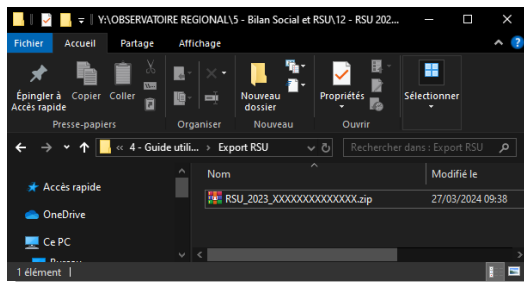 Y:\OBSERVATOIRE REGIONAL\5 - Bilan Social et RSU\12 - RSU 202...
Fichier Accueil Partage Affichage
Épingler à Accès rapide Copier Coller Nouveau dossier Propriétés Sélectionner
Presse-papiers Organiser Nouveau Ouvrir
« 4 - Guide utili... › Export RSU Rechercher dans : Export RSU
Nom Modifié le
Accès rapide
RSU_2023_XXXXXXXXXXXXXX.zip 27/03/2024 09:38
OneDrive
Ce PC
1 élément